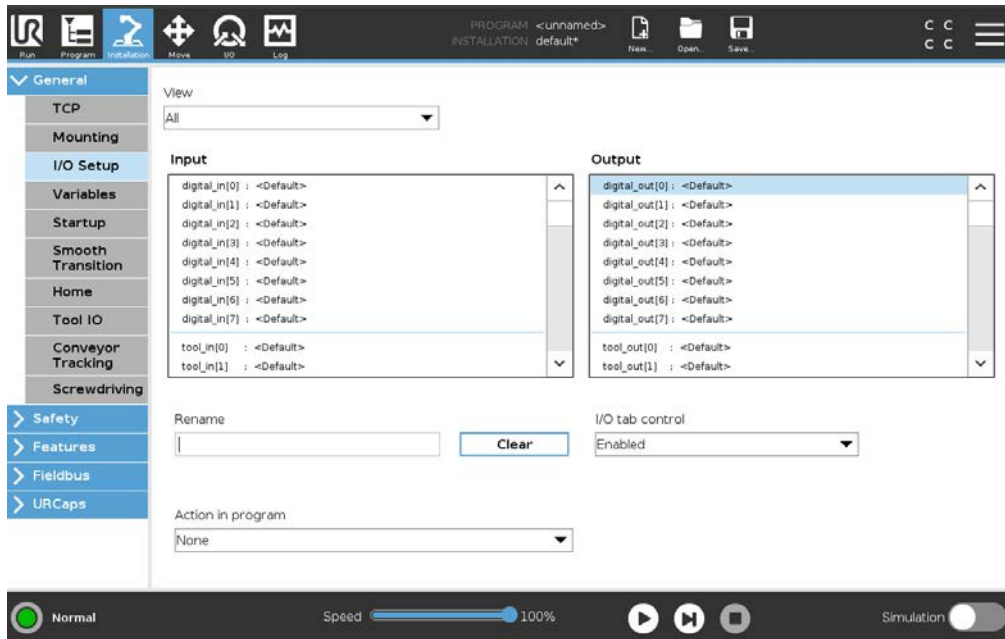 UR
Run
Program
Installation
Move
I/O
Log
PROGRAM <unnamed>
INSTALLATION default*
New...
Open...
Save...
C C
C C
General
TCP
Mounting
I/O Setup
Variables
Startup
Smooth
Transition
Home
Tool IO
Conveyor
Tracking
Screwdriving
Safety
Features
Fieldbus
URCaps
View
All
Input
digital_in[0] : <Default>
digital_in[1] : <Default>
digital_in[2] : <Default>
digital_in[3] : <Default>
digital_in[4] : <Default>
digital_in[5] : <Default>
digital_in[6] : <Default>
digital_in[7] : <Default>
tool_in[0] : <Default>
tool_in[1] : <Default>
Output
digital_out[0] : <Default>
digital_out[1] : <Default>
digital_out[2] : <Default>
digital_out[3] : <Default>
digital_out[4] : <Default>
digital_out[5] : <Default>
digital_out[6] : <Default>
digital_out[7] : <Default>
tool_out[0] : <Default>
tool_out[1] : <Default>
Rename
Clear
I/O tab control
Enabled
Action in program
None
Normal
Speed 100%
Simulation